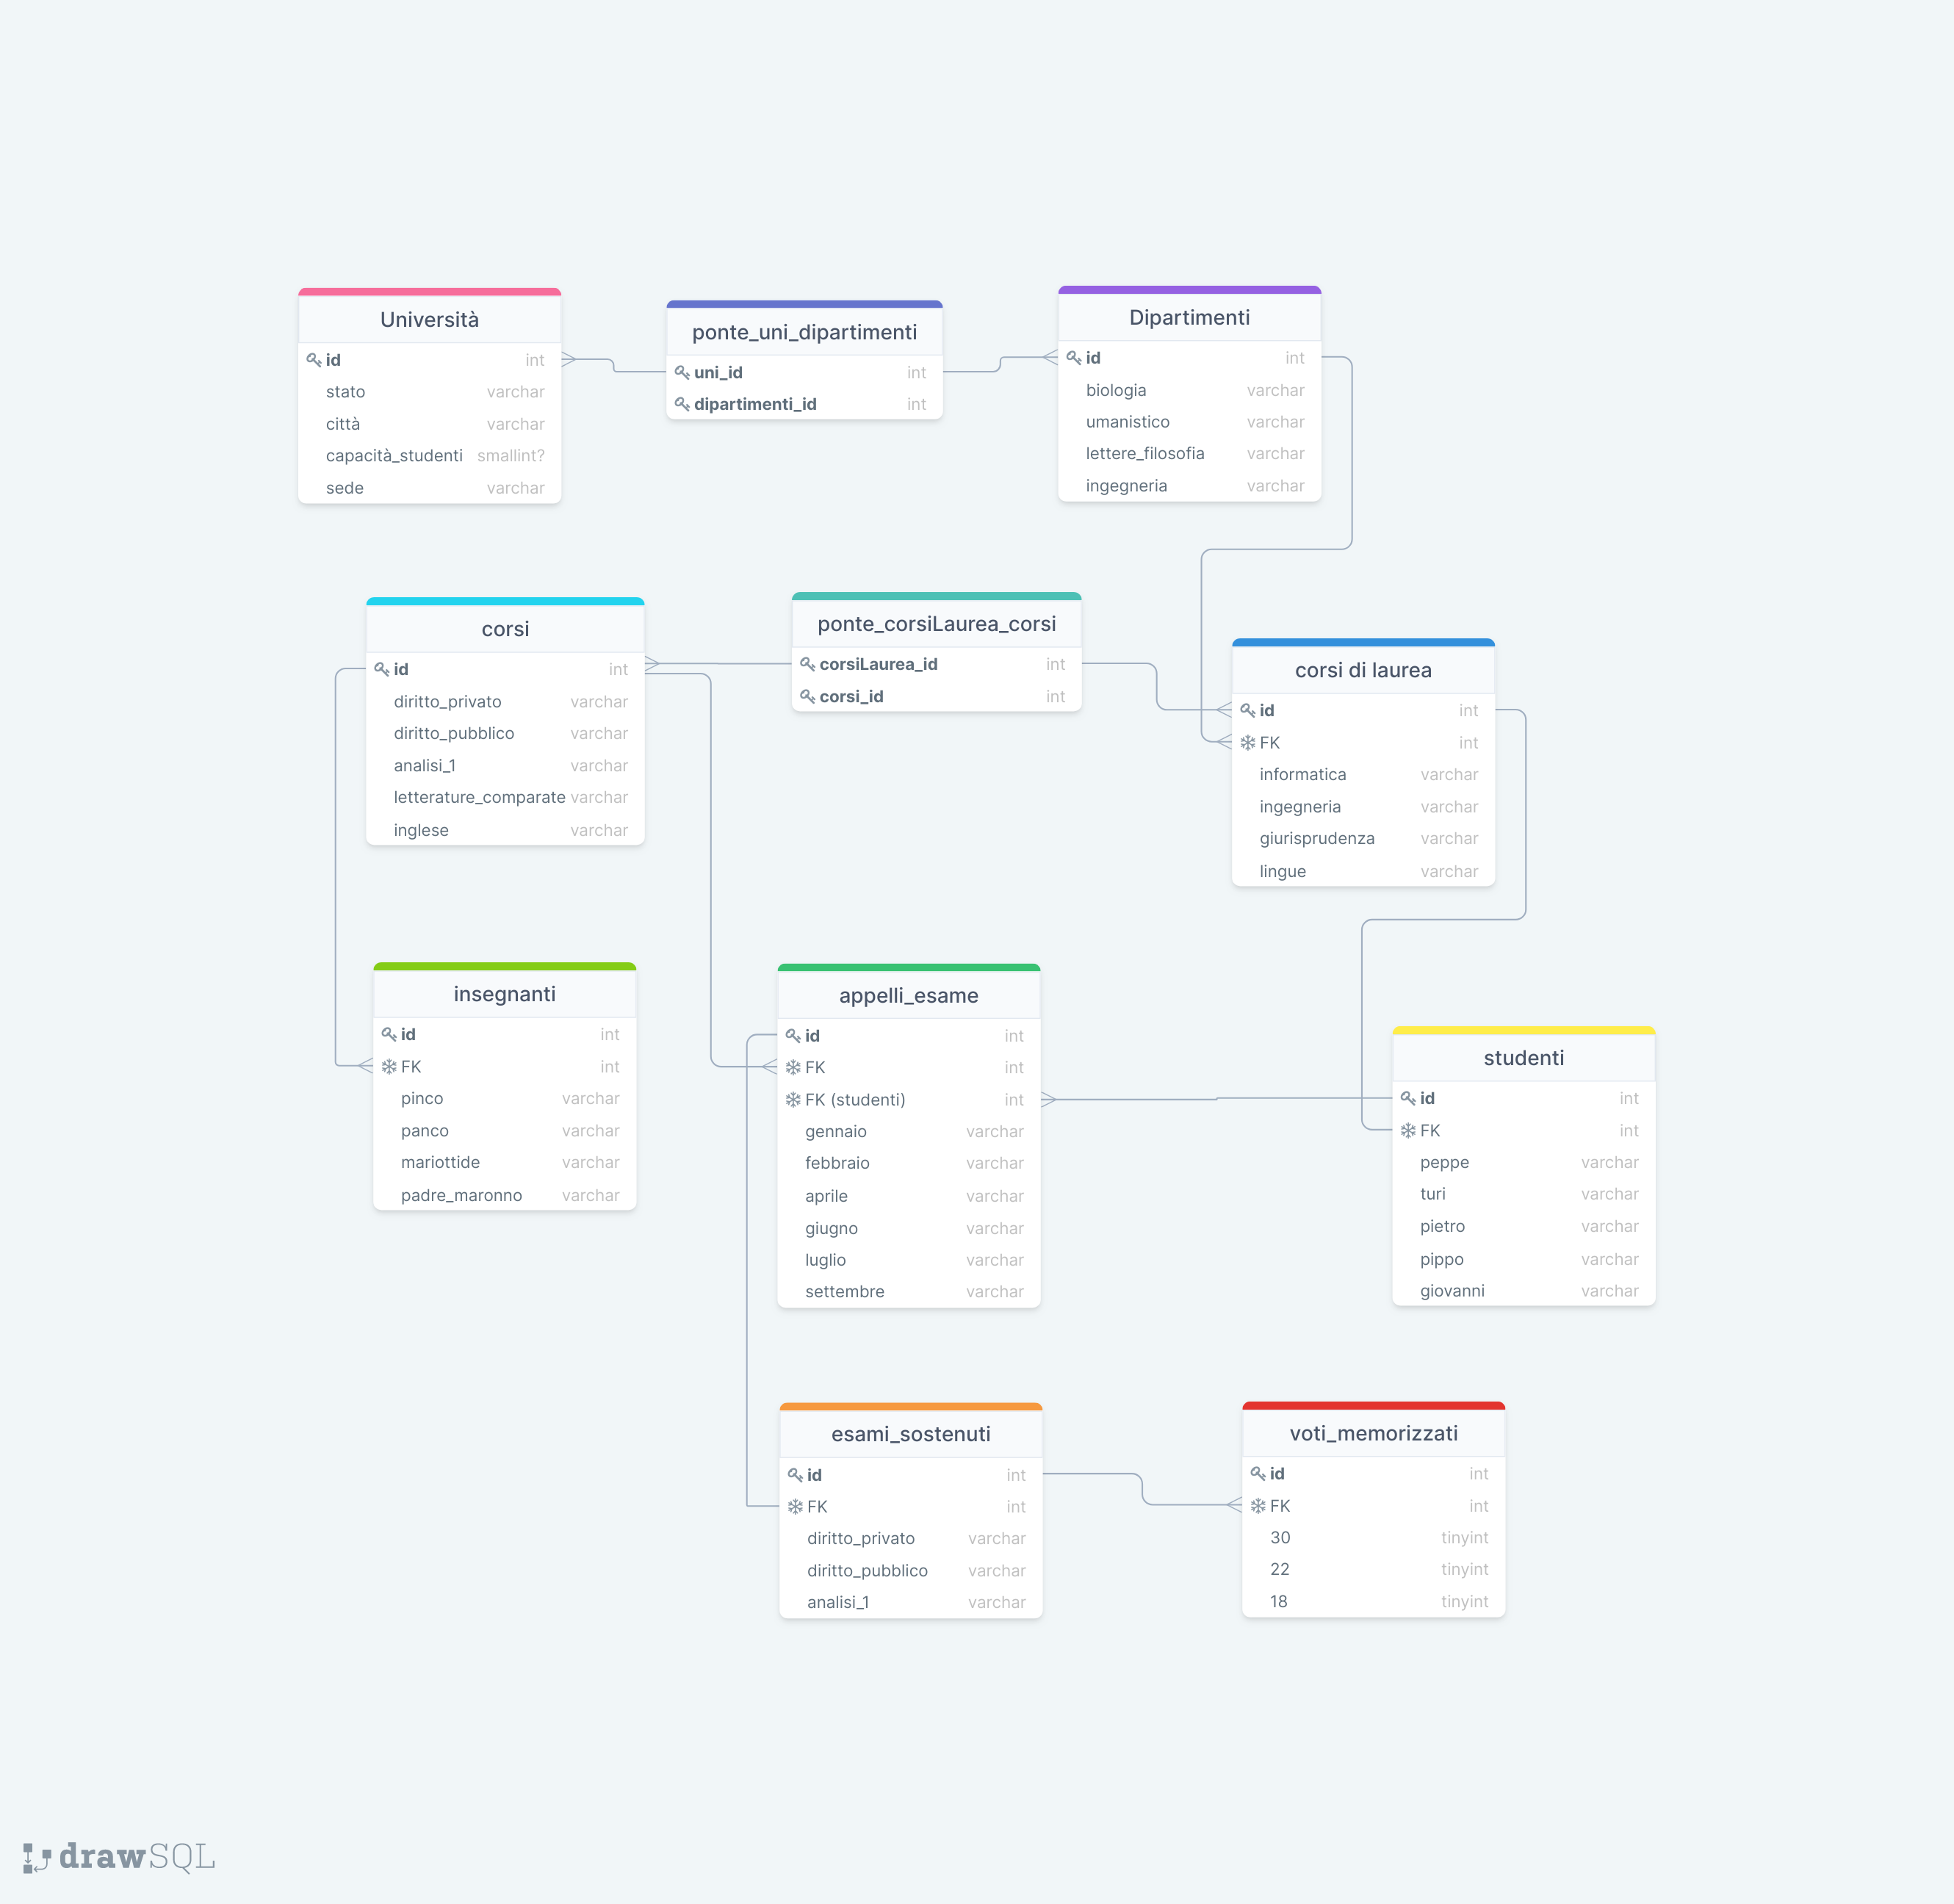 Università
id int
stato varchar
città varchar
capacità_studenti smallint?
sede varchar
ponte_uni_dipartimenti
uni_id int
dipartimenti_id int
Dipartimenti
id int
biologia varchar
umanistico varchar
lettere_filosofia varchar
ingegneria varchar
corsi
id int
diritto_privato varchar
diritto_pubblico varchar
analisi_1 varchar
letterature_comparate varchar
inglese varchar
ponte_corsiLaurea_corsi
corsiLaurea_id int
corsi_id int
corsi di laurea
id int
FK int
informatica varchar
ingegneria varchar
giurisprudenza varchar
lingue varchar
insegnanti
id int
FK int
pinco varchar
panco varchar
mariottide varchar
padre_maronno varchar
appelli_esame
id int
FK int
FK (studenti) int
gennaio varchar
febbraio varchar
aprile varchar
giugno varchar
luglio varchar
settembre varchar
studenti
id int
FK int
peppe varchar
turi varchar
pietro varchar
pippo varchar
giovanni varchar
esami_sostenuti
id int
FK int
diritto_privato varchar
diritto_pubblico varchar
analisi_1 varchar
voti_memorizzati
id int
FK int
30 tinyint
22 tinyint
18 tinyint
drawSQL